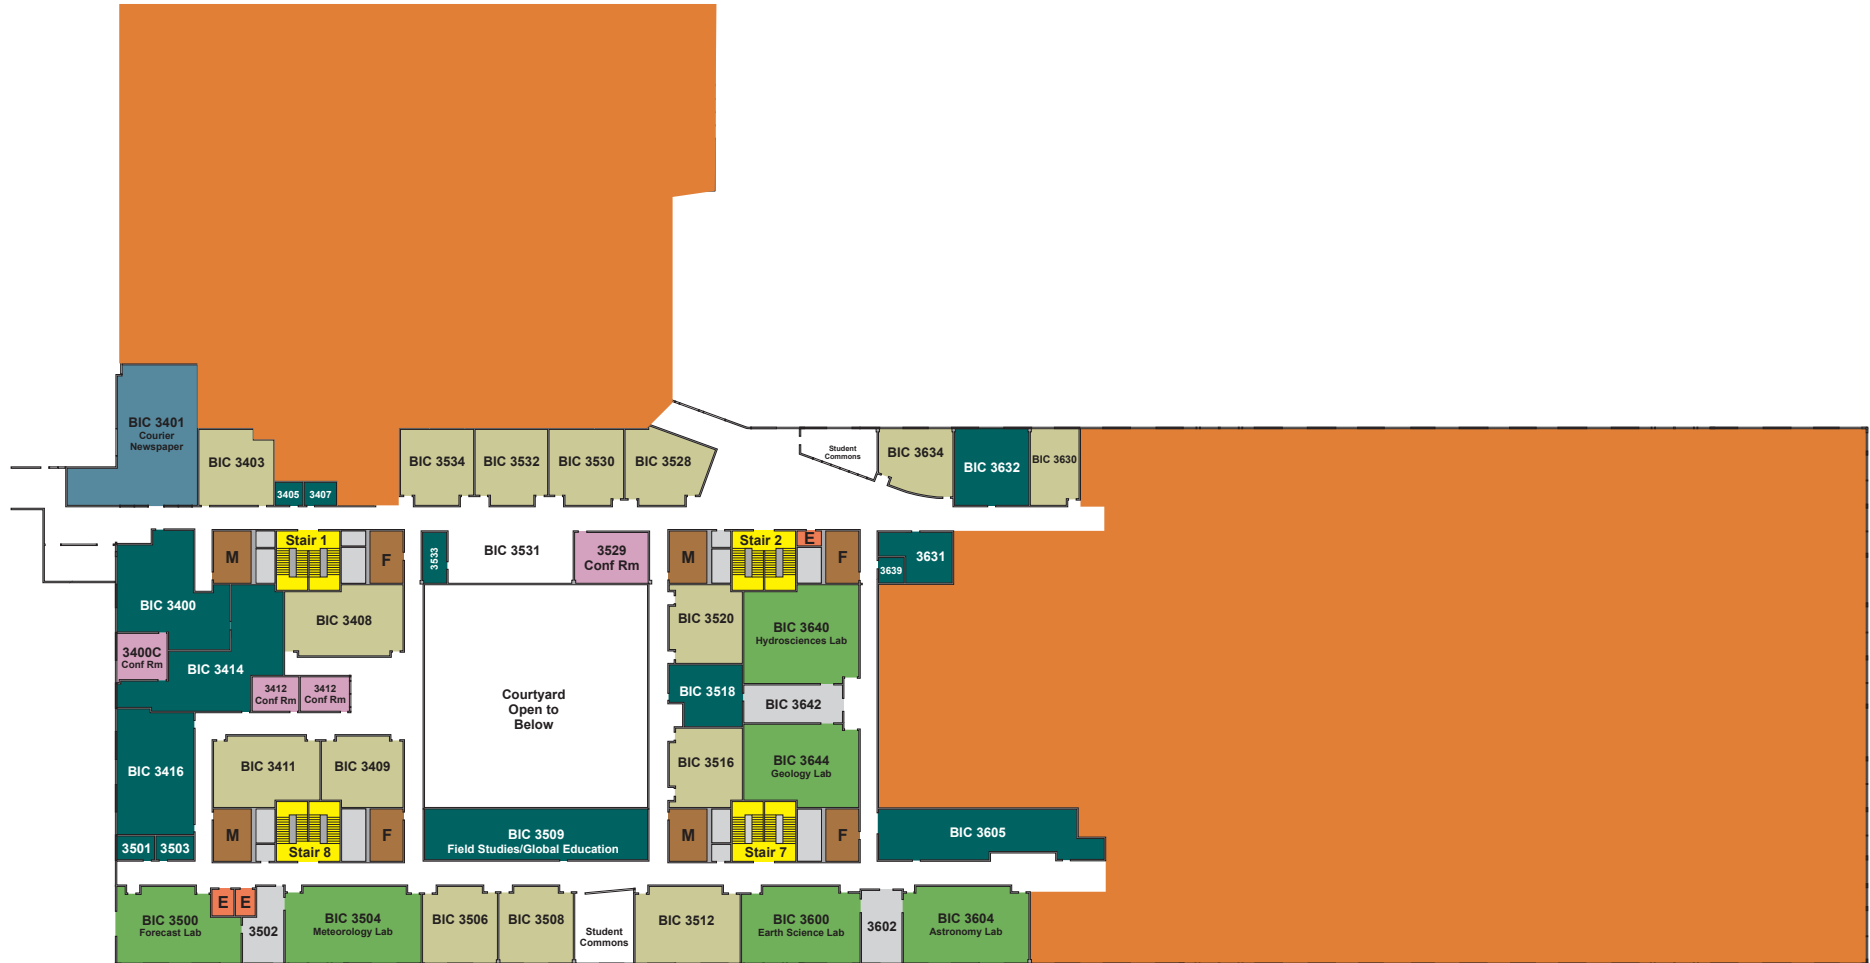 BIC 3401
Courier
Newspaper
BIC 3403
3405
3407
BIC 3534
BIC 3532
BIC 3530
BIC 3528
Student
Commons
BIC 3634
BIC 3632
BIC 3630
M
Stair 1
F
3533
BIC 3531
3529
Conf Rm
M
Stair 2
E
F
3631
3639
BIC 3400
BIC 3408
3400C
Conf Rm
BIC 3414
3412
Conf Rm
3412
Conf Rm
Courtyard
Open to
Below
BIC 3520
BIC 3640
Hydrosciences Lab
BIC 3518
BIC 3642
BIC 3516
BIC 3644
Geology Lab
BIC 3416
BIC 3411
BIC 3409
3501
3503
M
Stair 8
F
BIC 3509
Field Studies/Global Education
M
Stair 7
F
BIC 3605
BIC 3500
Forecast Lab
E
E
3502
BIC 3504
Meteorology Lab
BIC 3506
BIC 3508
Student
Commons
BIC 3512
BIC 3600
Earth Science Lab
3602
BIC 3604
Astronomy Lab